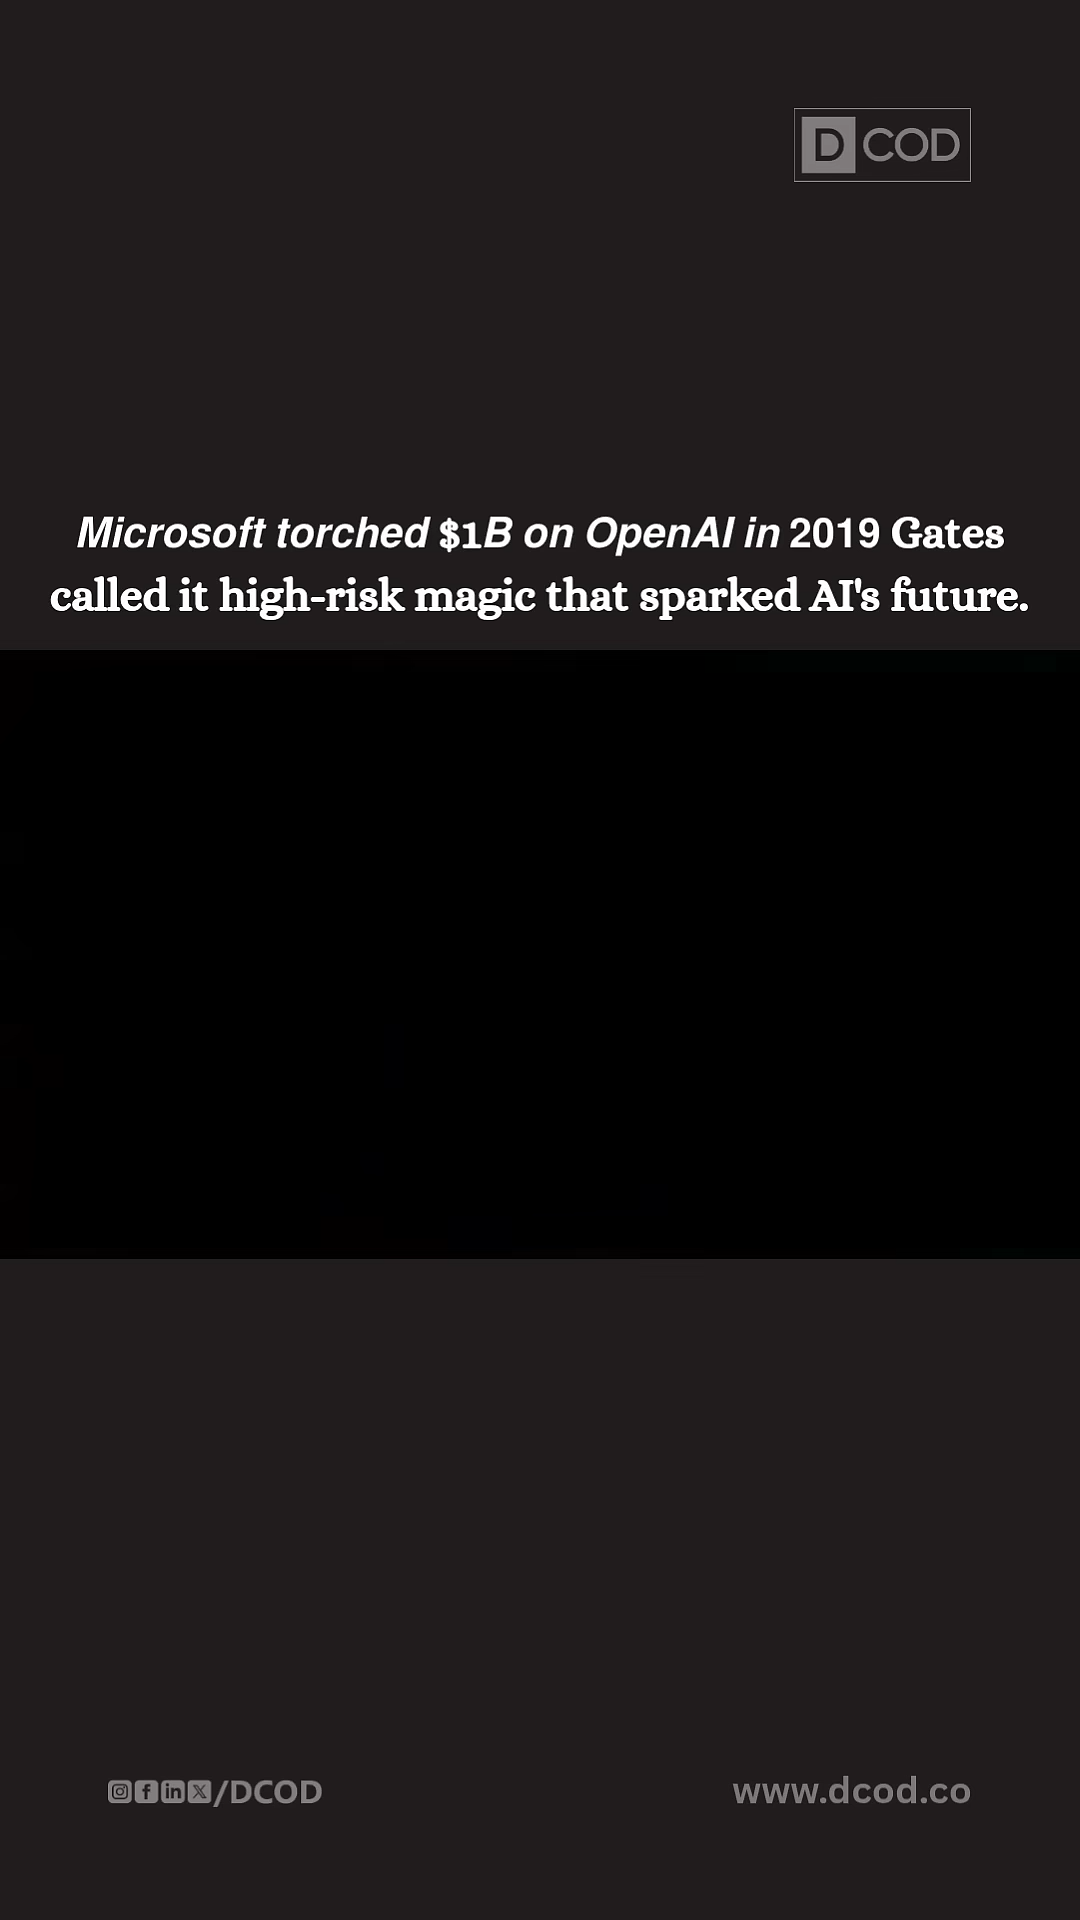 D COD
Microsoft torched $1B on OpenAI in 2019 Gates
called it high-risk magic that sparked AI's future.
/DCOD
www.dcod.co